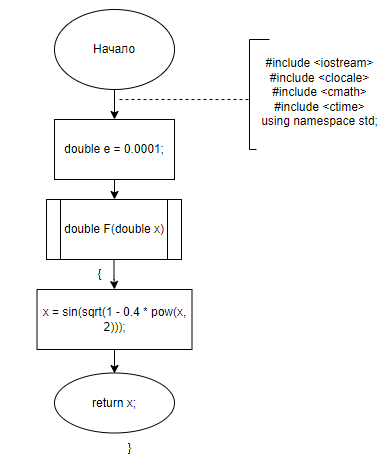 Начало
#include <iostream>
#include <clocale>
#include <cmath>
#include <ctime>
using namespace std;
double e = 0.0001;
double F(double x)
{
x = sin(sqrt(1 - 0.4 * pow(x,
2)));
return x;
}